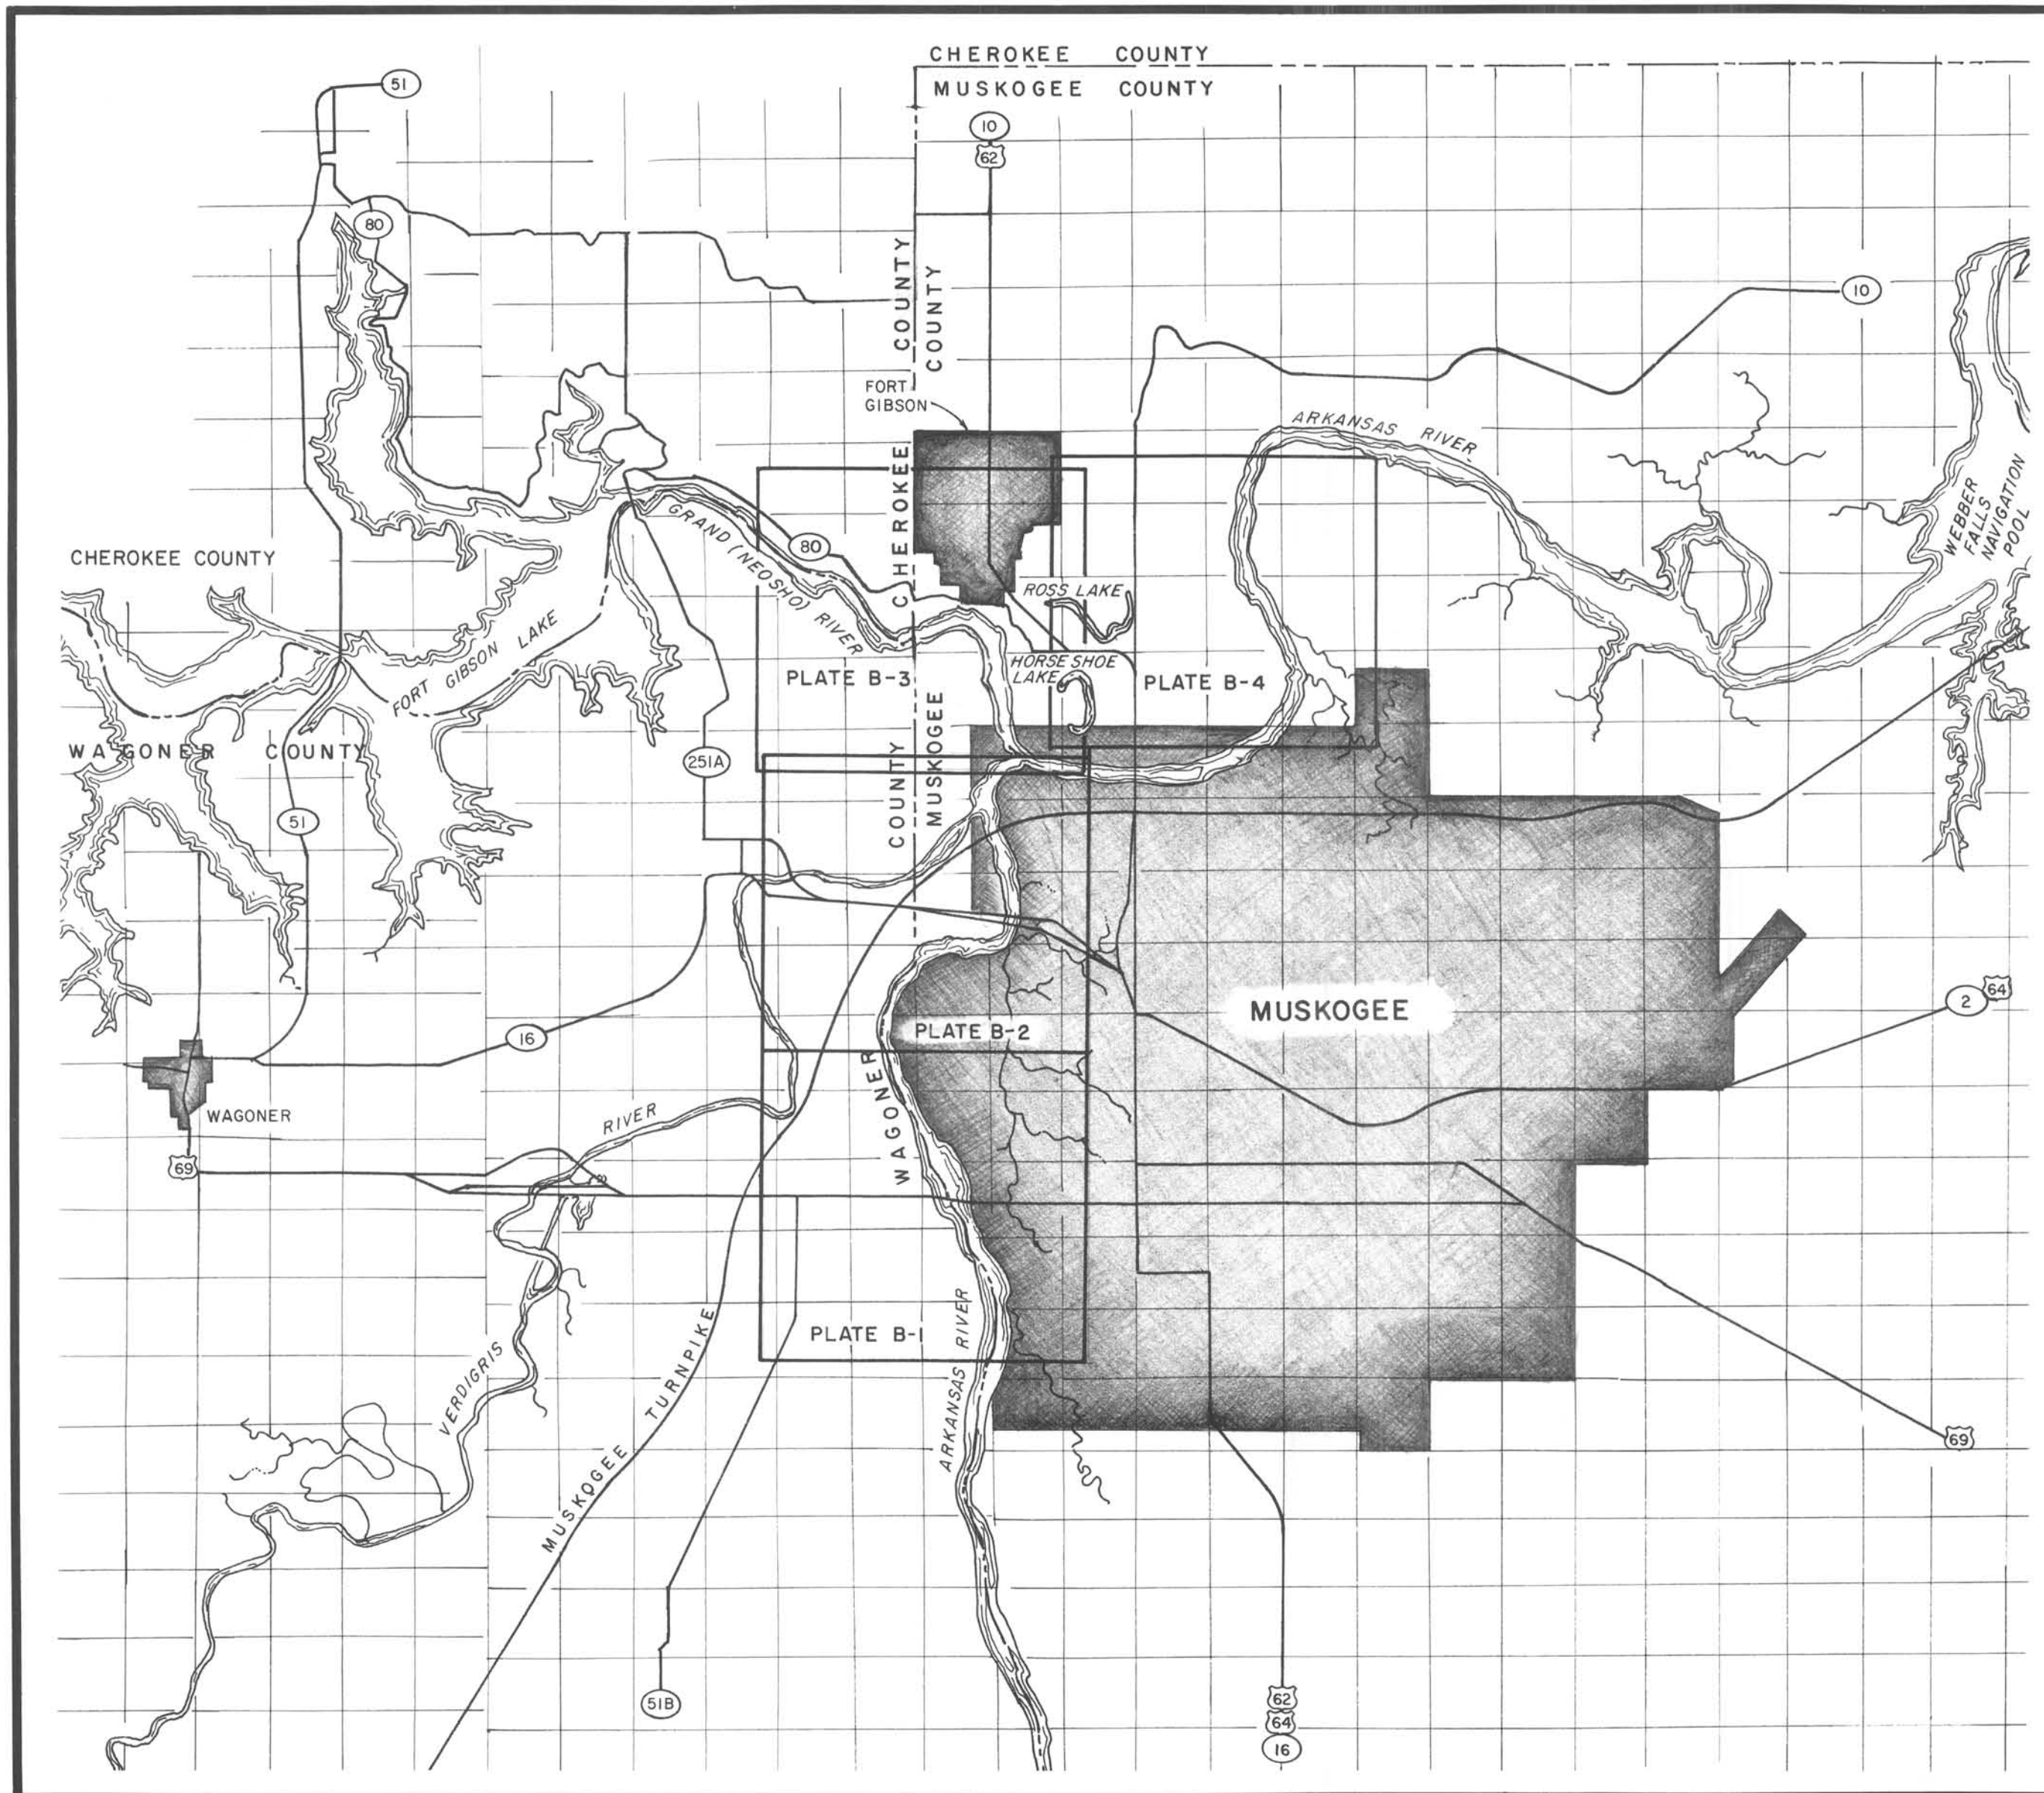 CHEROKEE COUNTY
MUSKOGEE COUNTY
51
10
62
80
COUNTY
COUNTY
10
FORT
GIBSON
ARKANSAS RIVER
CHEROKEE
WEBBER
FALLS
NAVIGATION
POOL
GRAND (NEOSHO) RIVER
80
CHEROKEE COUNTY
ROSS LAKE
FORT GIBSON LAKE
HORSE SHOE
LAKE
PLATE B-3
PLATE B-4
MUSKOGEE
WAGONER COUNTY
251A
COUNTY
51
MUSKOGEE
2
64
16
PLATE B-2
WAGONER
WAGONER
RIVER
69
PLATE B-1
ARKANSAS RIVER
VERDIGRIS
MUSKOGEE TURNPIKE
69
51B
62
64
16